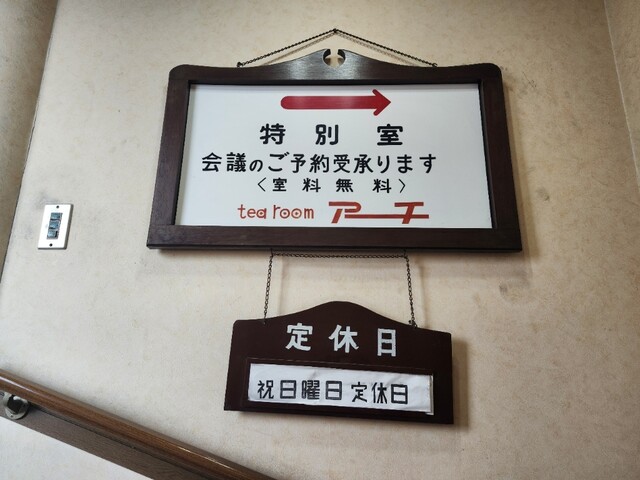 特別室
会議のご予約受承ります
〈室料無料〉
tea room アーチ
定休日
祝日曜日定休日